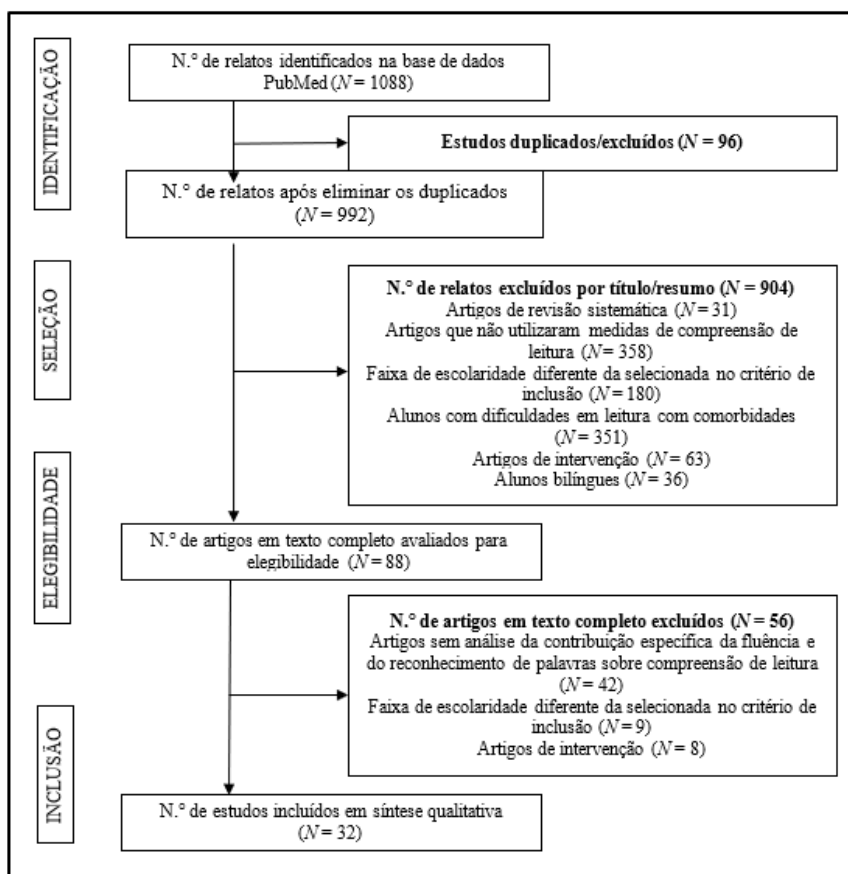 IDENTIFICAÇÃO
N.° de relatos identificados na base de dados
PubMed (N = 1088)
Estudos duplicados/excluídos (N = 96)
N.° de relatos após eliminar os duplicados
(N = 992)
SELEÇÃO
N.° de relatos excluídos por título/resumo (N = 904)
Artigos de revisão sistemática (N = 31)
Artigos que não utilizaram medidas de compreensão de
leitura (N = 358)
Faixa de escolaridade diferente da selecionada no critério de
inclusão (N = 180)
Alunos com dificuldades em leitura com comorbidades
(N = 351)
Artigos de intervenção (N = 63)
Alunos bilíngues (N = 36)
ELEGIBILIDADE
N.° de artigos em texto completo avaliados para
elegibilidade (N = 88)
N.° de artigos em texto completo excluídos (N = 56)
Artigos sem análise da contribuição específica da fluência e
do reconhecimento de palavras sobre compreensão de leitura
(N = 42)
Faixa de escolaridade diferente da selecionada no critério de
inclusão (N = 9)
Artigos de intervenção (N = 8)
INCLUSÃO
N.° de estudos incluídos em síntese qualitativa
(N = 32)